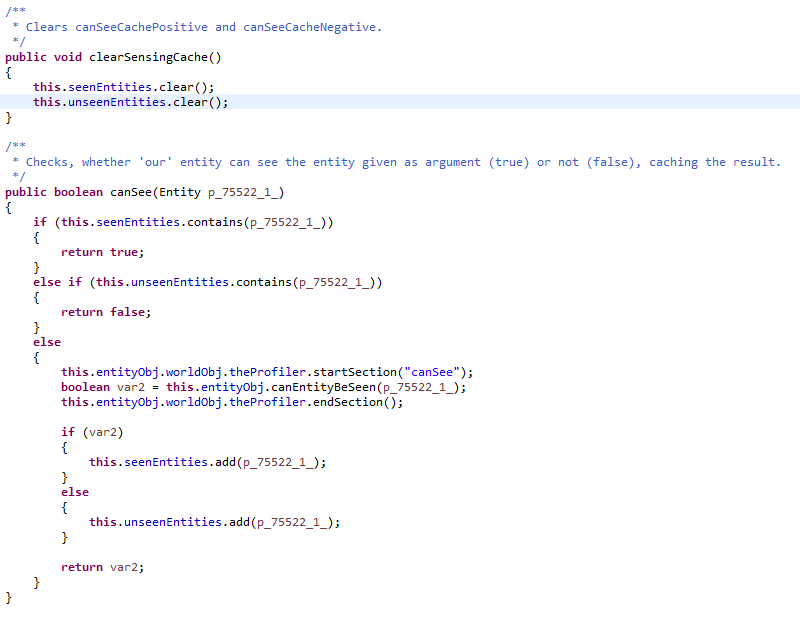 /**
 * Clears canSeeCachePositive and canSeeCacheNegative.
 */
public void clearSensingCache()
{
    this.seenEntities.clear();
    this.unseenEntities.clear();
}

/**
 * Checks, whether 'our' entity can see the entity given as argument (true) or not (false), caching the result.
 */
public boolean canSee(Entity p_75522_1_)
{
    if (this.seenEntities.contains(p_75522_1_))
    {
        return true;
    }
    else if (this.unseenEntities.contains(p_75522_1_))
    {
        return false;
    }
    else
    {
        this.entityObj.worldObj.theProfiler.startSection("canSee");
        boolean var2 = this.entityObj.canEntityBeSeen(p_75522_1_);
        this.entityObj.worldObj.theProfiler.endSection();

        if (var2)
        {
            this.seenEntities.add(p_75522_1_);
        }
        else
        {
            this.unseenEntities.add(p_75522_1_);
        }

        return var2;
    }
}